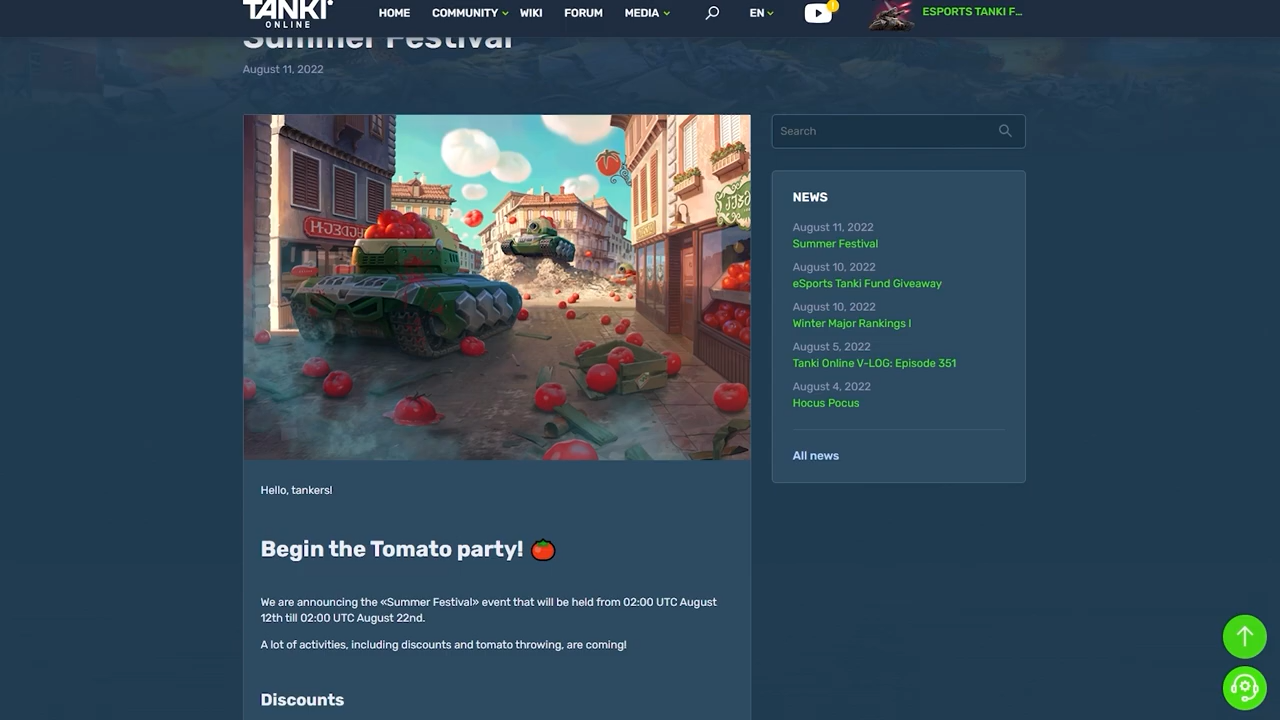 TANKI
ONLINE
HOME
COMMUNITY
WIKI
FORUM
MEDIA
EN
ESPORTS TANKI F...
Summer Festival
August 11, 2022
Search
NEWS
August 11, 2022
Summer Festival
August 10, 2022
eSports Tanki Fund Giveaway
August 10, 2022
Winter Major Rankings I
August 5, 2022
Tanki Online V-LOG: Episode 351
August 4, 2022
Hocus Pocus
All news
Hello, tankers!
Begin the Tomato party! 🍅
We are announcing the «Summer Festival» event that will be held from 02:00 UTC August
12th till 02:00 UTC August 22nd.
A lot of activities, including discounts and tomato throwing, are coming!
Discounts